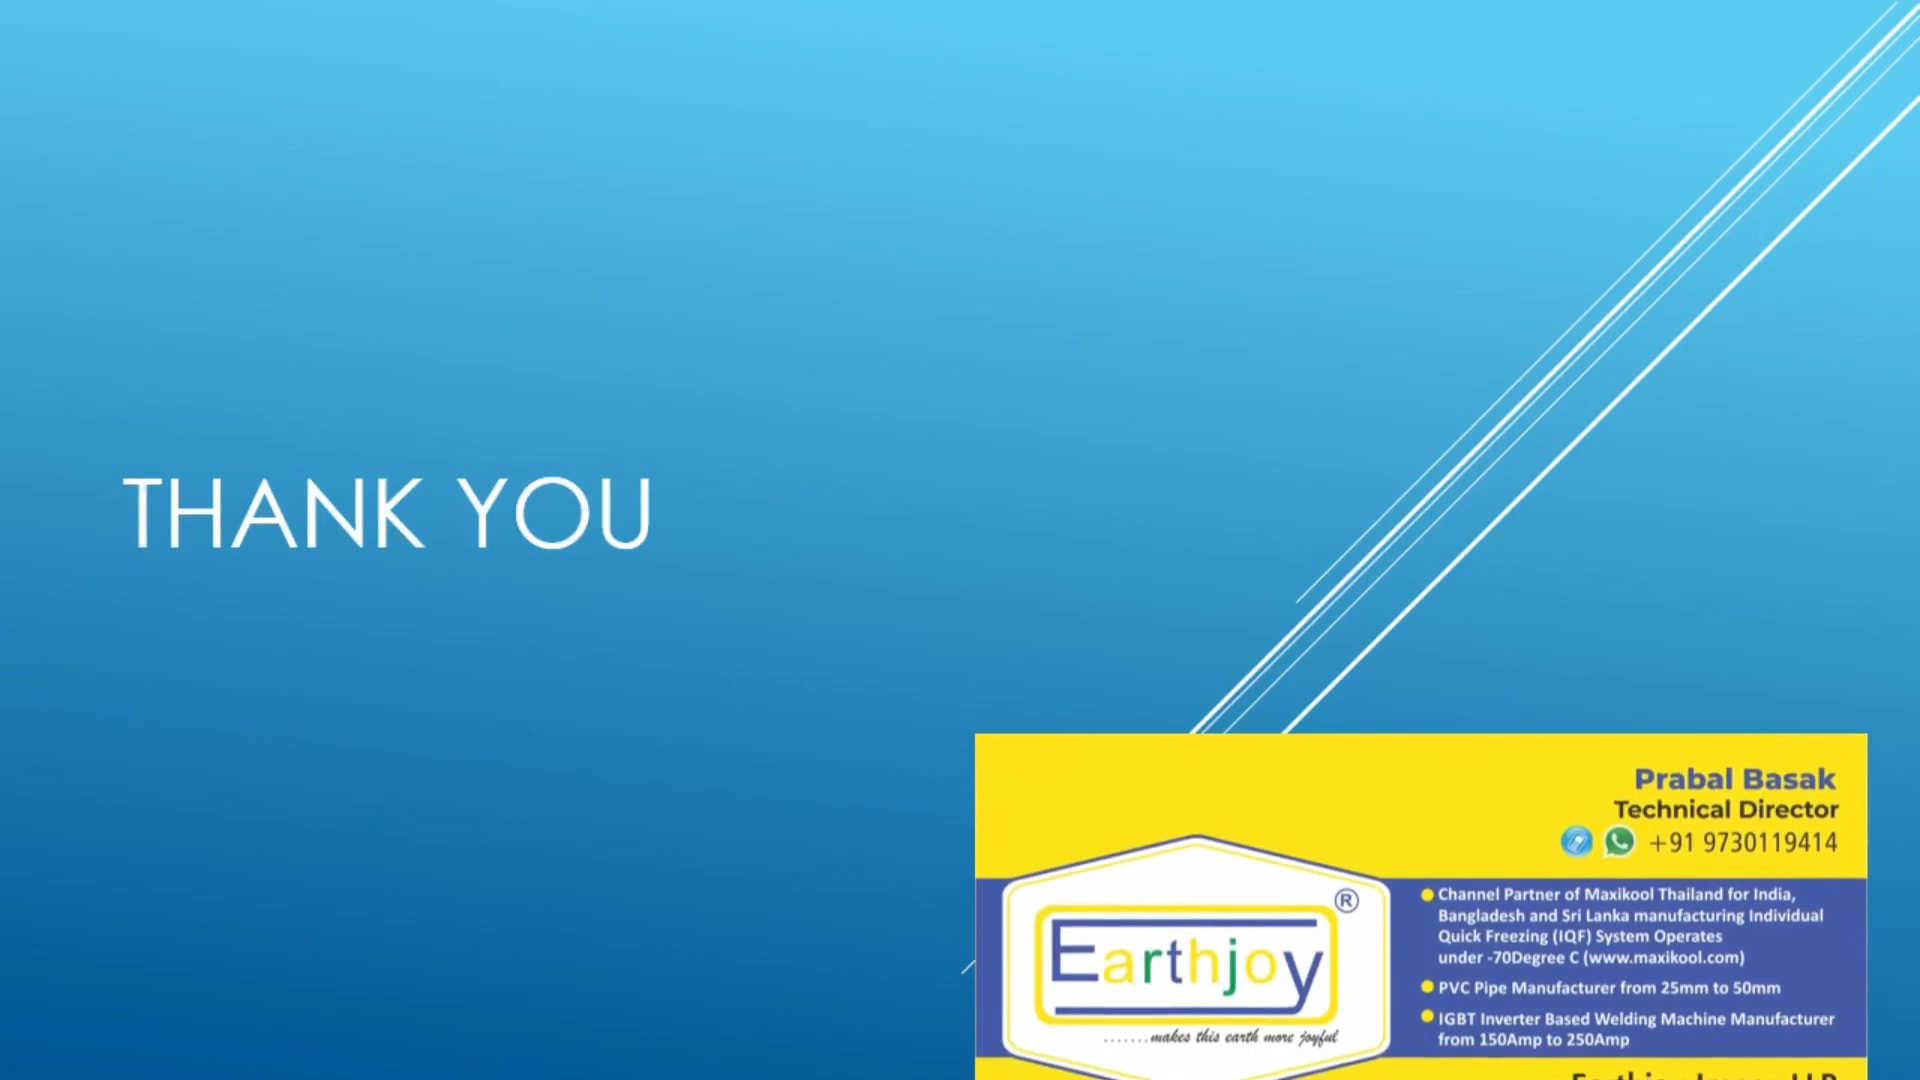 THANK YOU
Prabal Basak
Technical Director
+91 9730119414
Channel Partner of Maxikool Thailand for India,
Bangladesh and Sri Lanka manufacturing Individual
Quick Freezing (IQF) System Operates
under -70Degree C (www.maxikool.com)
PVC Pipe Manufacturer from 25mm to 50mm
IGBT Inverter Based Welding Machine Manufacturer
from 150Amp to 250Amp
®
Earthjoy
.......makes this earth more joyful